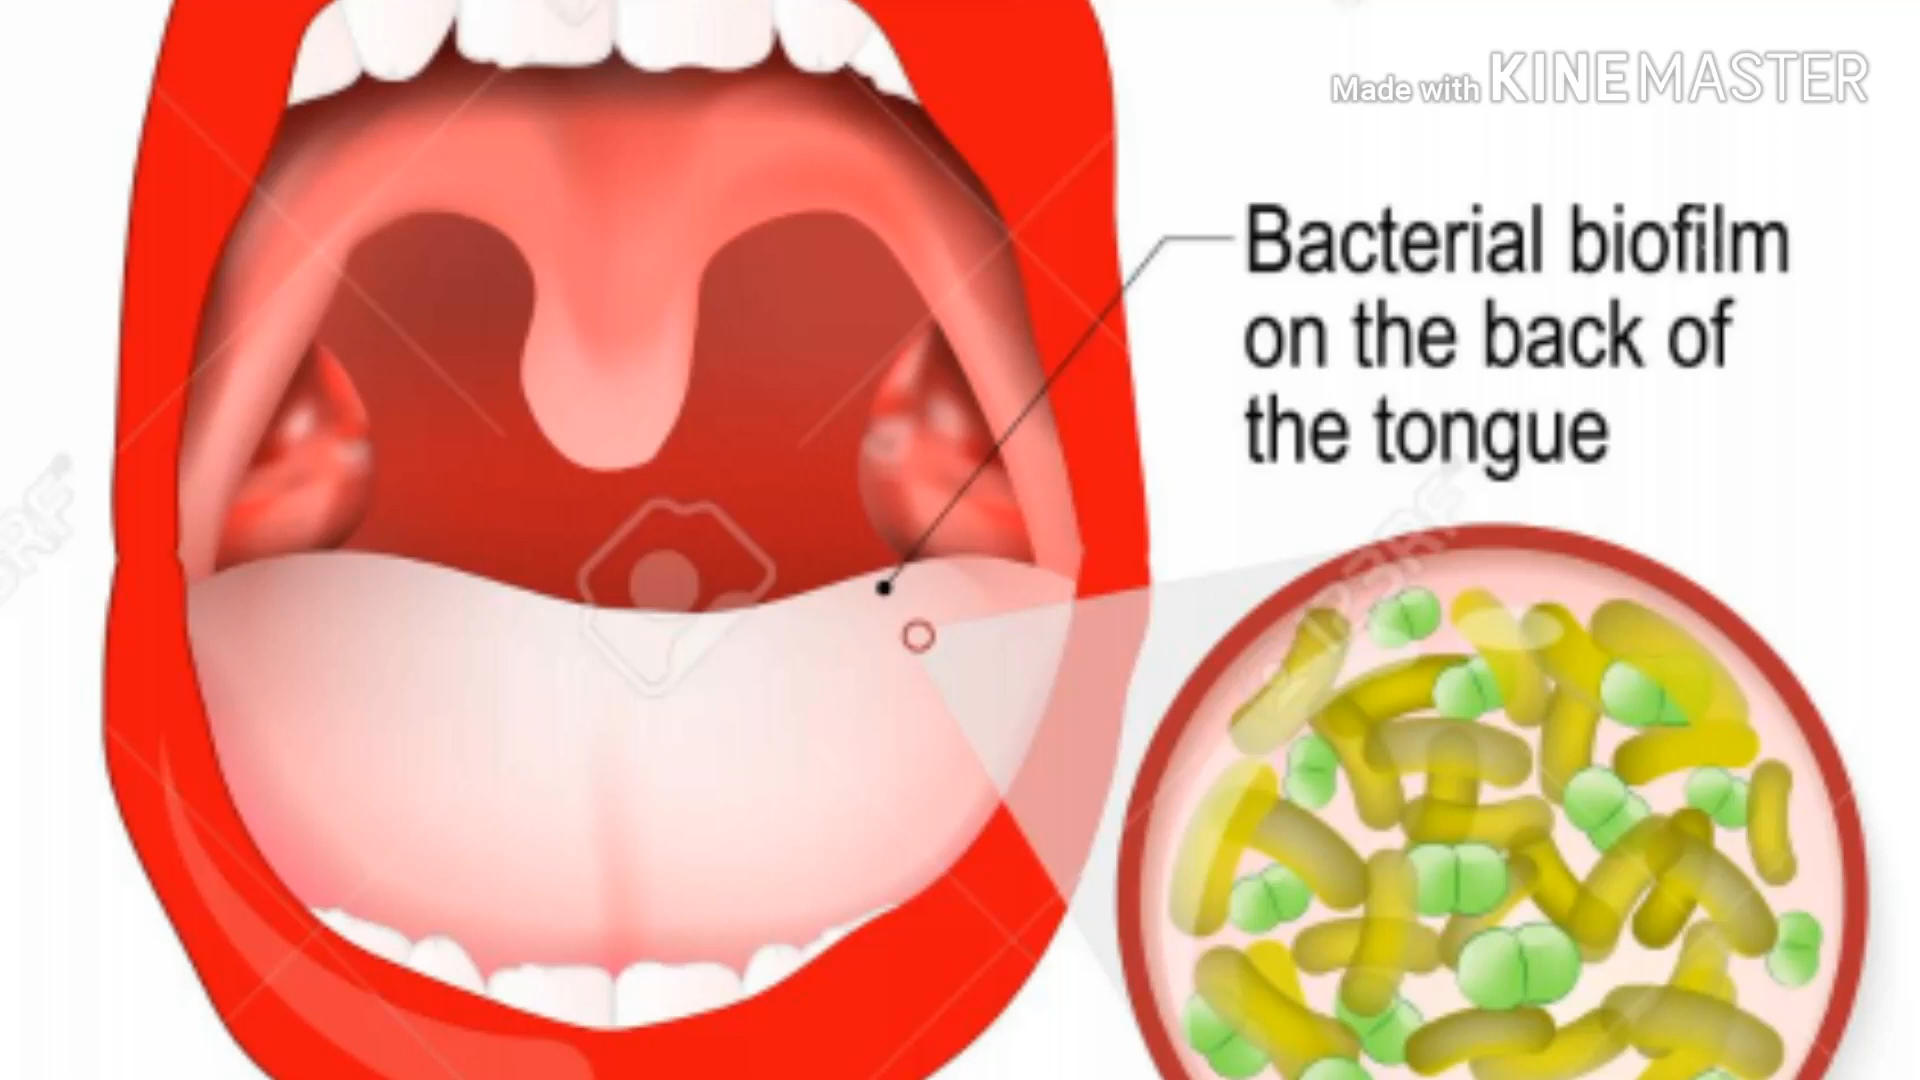 Made with KINEMASTER
Bacterial biofilm
on the back of
the tongue